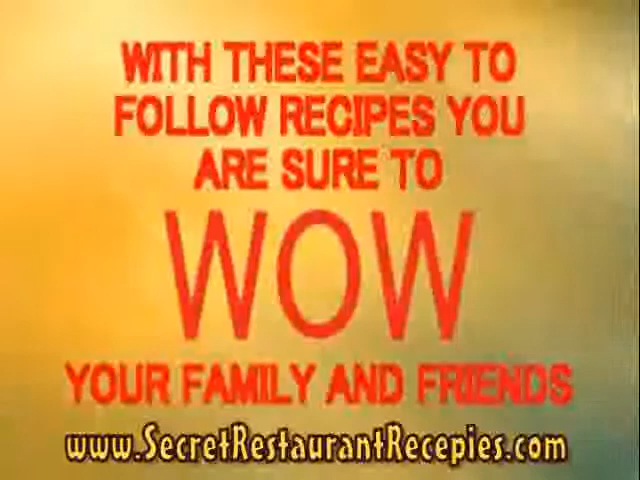 WITH THESE EASY TO
FOLLOW RECIPES YOU
ARE SURE TO
WOW
YOUR FAMILY AND FRIENDS
www.SecretRestaurantRecepies.com